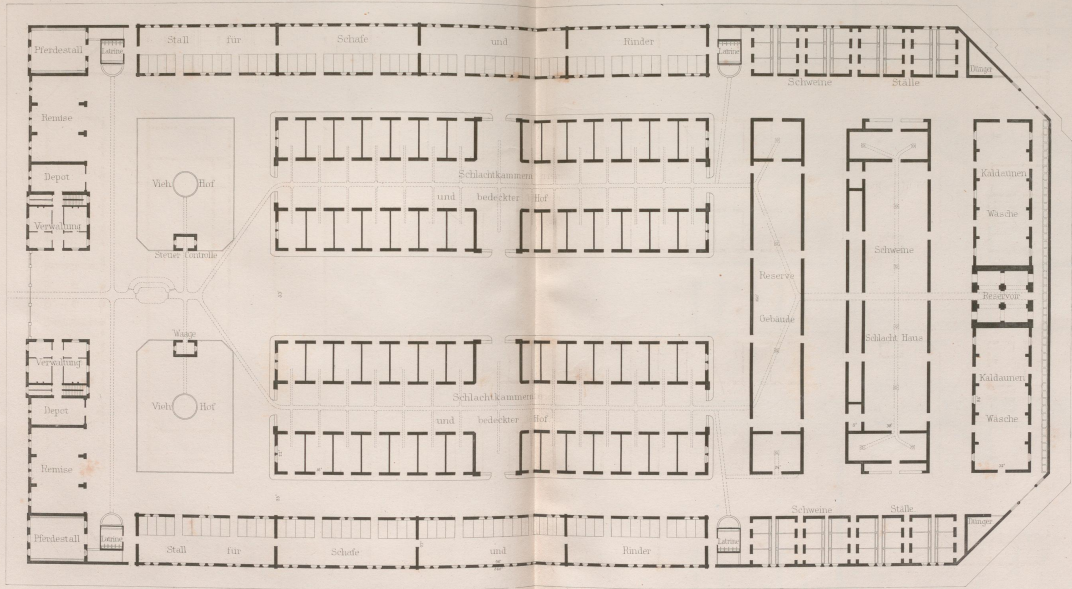 Pferdestall
Latrine
Stall für Schafe und Rinder
Latrine
Schweine Ställe
Dünger
Remise
Depot
Verwaltung
Vieh Hof
Steuer Controlle
Schlachtkammern
und bedeckter Hof
Reserve
Gebäude
Schweine
Schlacht Haus
Kaldaunen
Wäsche
Reservoir
Waage
Vieh Hof
Verwaltung
Depot
Remise
Pferdestall
Schlachtkammern
und bedeckter Hof
Kaldaunen
Wäsche
Latrine
Stall für Schafe und Rinder
Latrine
Schweine Ställe
Dünger